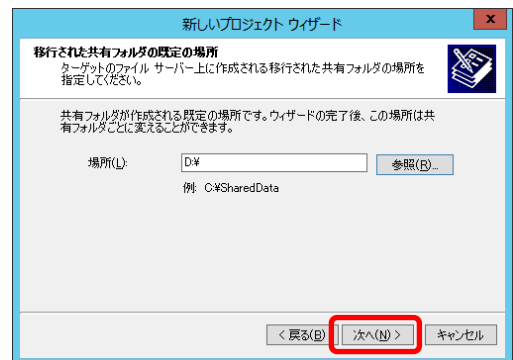 新しいプロジェクト ウィザード
x
移行された共有フォルダの既定の場所
ターゲットのファイル サーバー上に作成される移行された共有フォルダの場所を
指定してください。
共有フォルダが作成される既定の場所です。ウィザードの完了後、この場所は共
有フォルダごとに変えることができます。
場所(L):
D:¥
参照(R)...
例: C:¥SharedData
< 戻る(B)
次へ(N) >
キャンセル